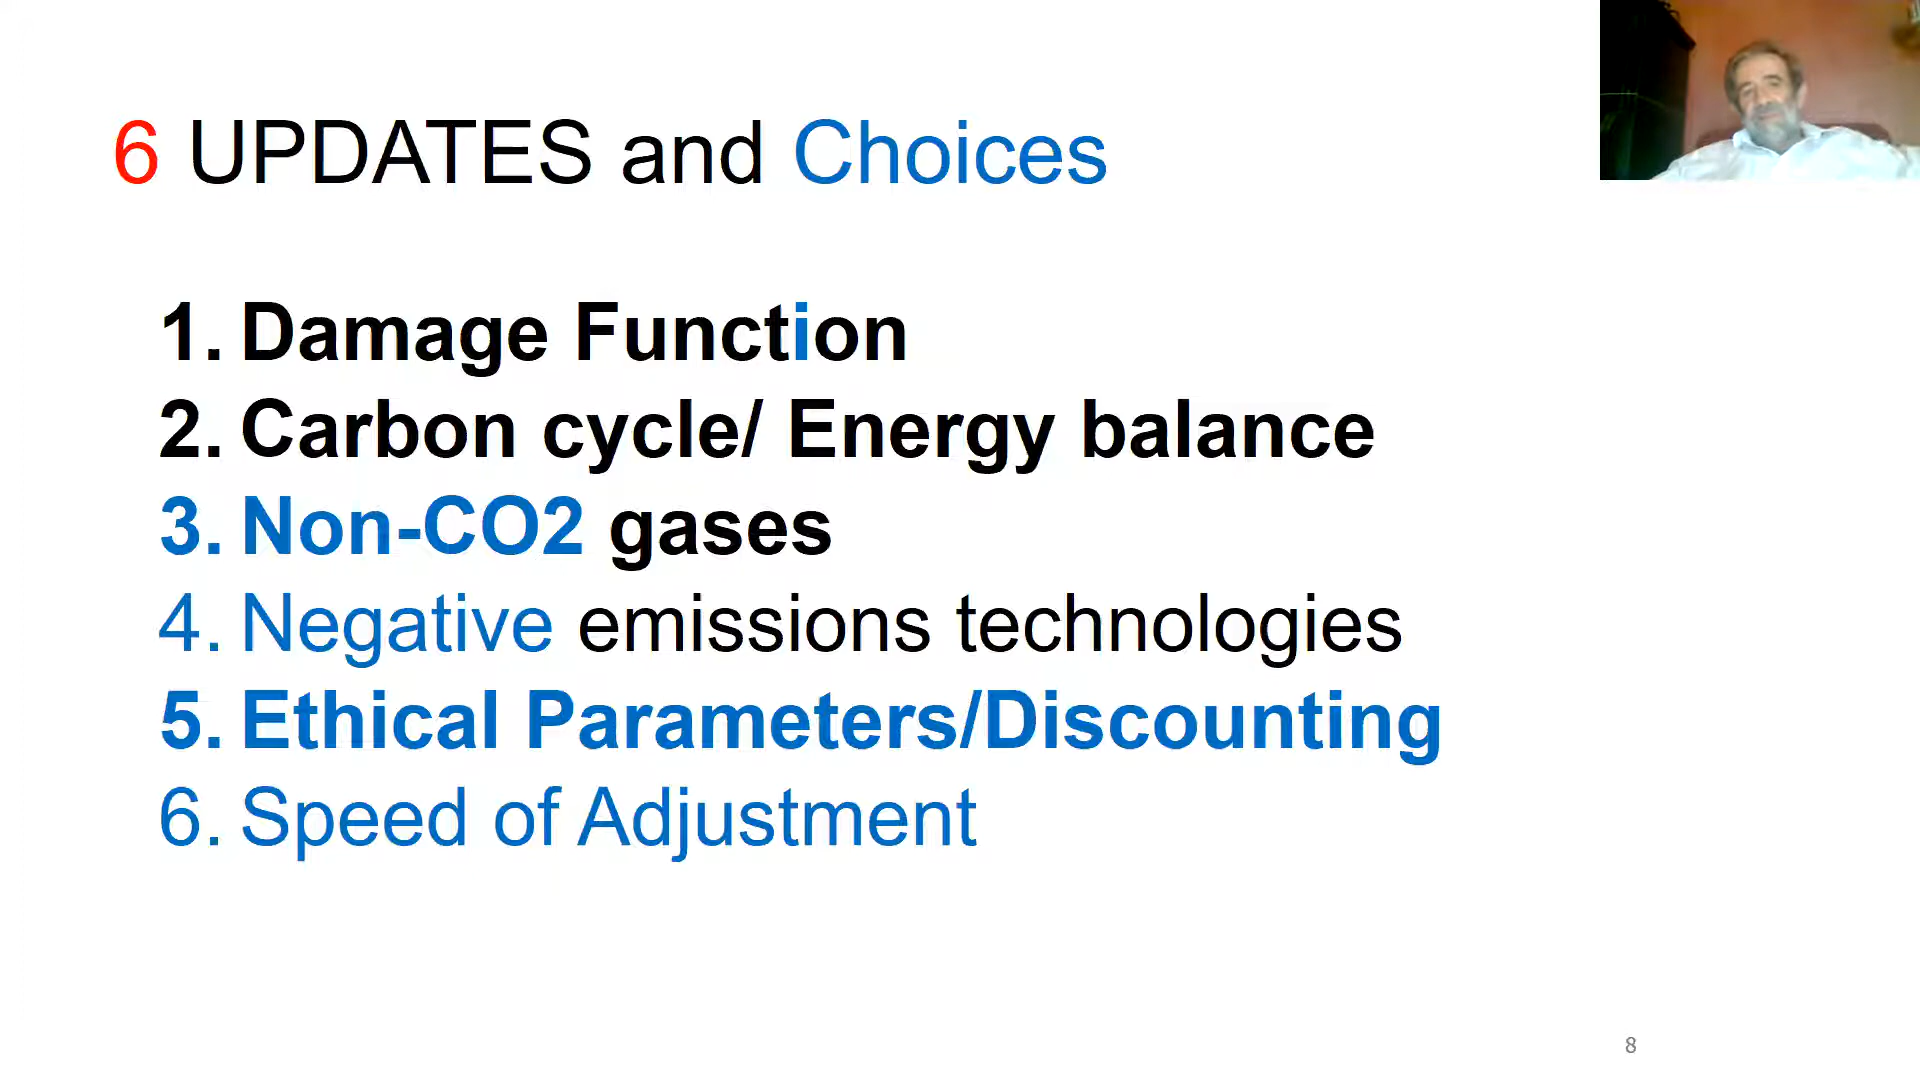 6 UPDATES and Choices
1. Damage Function
2. Carbon cycle/ Energy balance
3. Non-CO2 gases
4. Negative emissions technologies
5. Ethical Parameters/Discounting
6. Speed of Adjustment
8